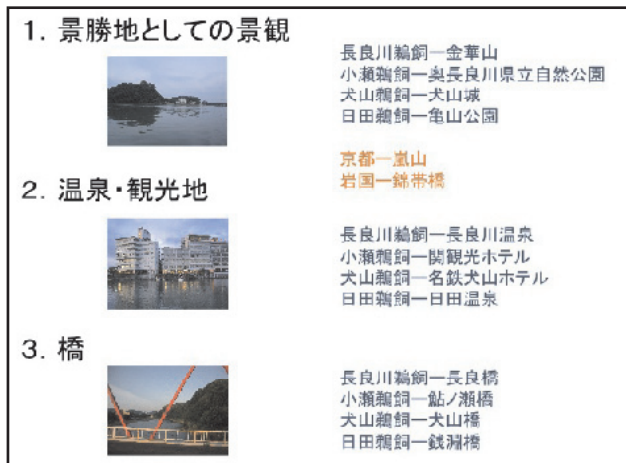 1. 景勝地としての景観
長良川鵜飼ー金華山
小瀬鵜飼ー奥長良川県立自然公園
犬山鵜飼ー犬山城
日田鵜飼ー亀山公園
京都ー嵐山
岩国ー錦帯橋
2. 温泉・観光地
長良川鵜飼ー長良川温泉
小瀬鵜飼ー関観光ホテル
犬山鵜飼ー名鉄犬山ホテル
日田鵜飼ー日田温泉
3. 橋
長良川鵜飼ー長良橋
小瀬鵜飼ー鮎ノ瀬橋
犬山鵜飼ー犬山橋
日田鵜飼ー銭淵橋